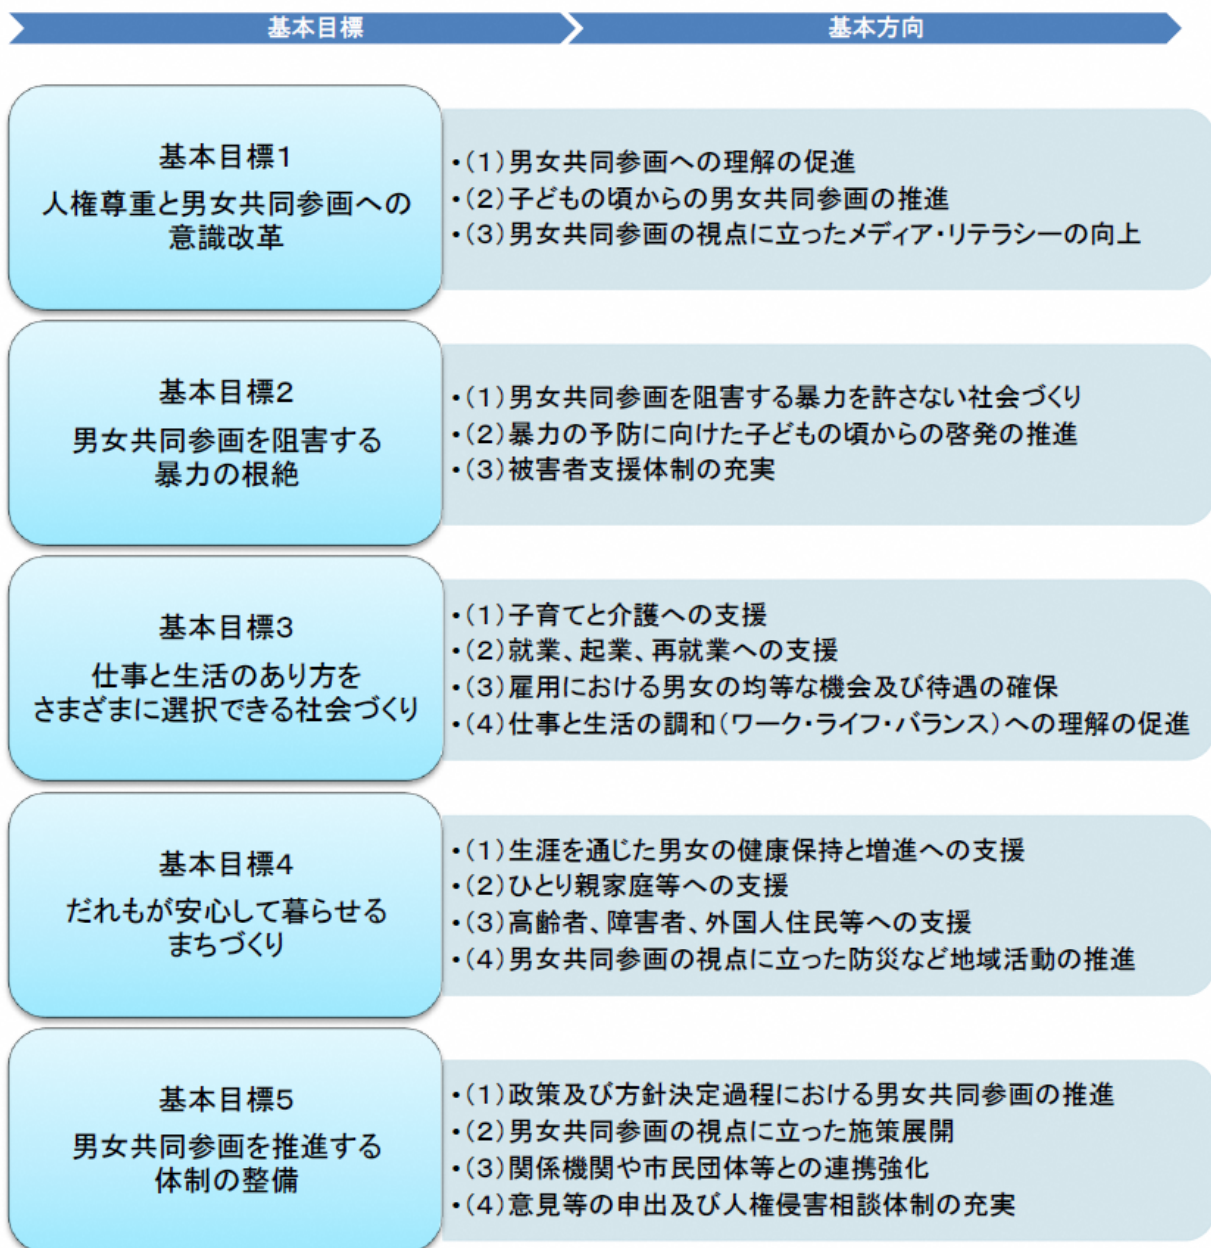 基本目標
基本方向
基本目標1
人権尊重と男女共同参画への
意識改革
・(1)男女共同参画への理解の促進
・(2)子どもの頃からの男女共同参画の推進
・(3)男女共同参画の視点に立ったメディア・リテラシーの向上
基本目標2
男女共同参画を阻害する
暴力の根絶
・(1)男女共同参画を阻害する暴力を許さない社会づくり
・(2)暴力の予防に向けた子どもの頃からの啓発の推進
・(3)被害者支援体制の充実
基本目標3
仕事と生活のあり方を
さまざまに選択できる社会づくり
・(1)子育てと介護への支援
・(2)就業、起業、再就業への支援
・(3)雇用における男女の均等な機会及び待遇の確保
・(4)仕事と生活の調和(ワーク・ライフ・バランス)への理解の促進
基本目標4
だれもが安心して暮らせる
まちづくり
・(1)生涯を通じた男女の健康保持と増進への支援
・(2)ひとり親家庭等への支援
・(3)高齢者、障害者、外国人住民等への支援
・(4)男女共同参画の視点に立った防災など地域活動の推進
基本目標5
男女共同参画を推進する
体制の整備
・(1)政策及び方針決定過程における男女共同参画の推進
・(2)男女共同参画の視点に立った施策展開
・(3)関係機関や市民団体等との連携強化
・(4)意見等の申出及び人権侵害相談体制の充実